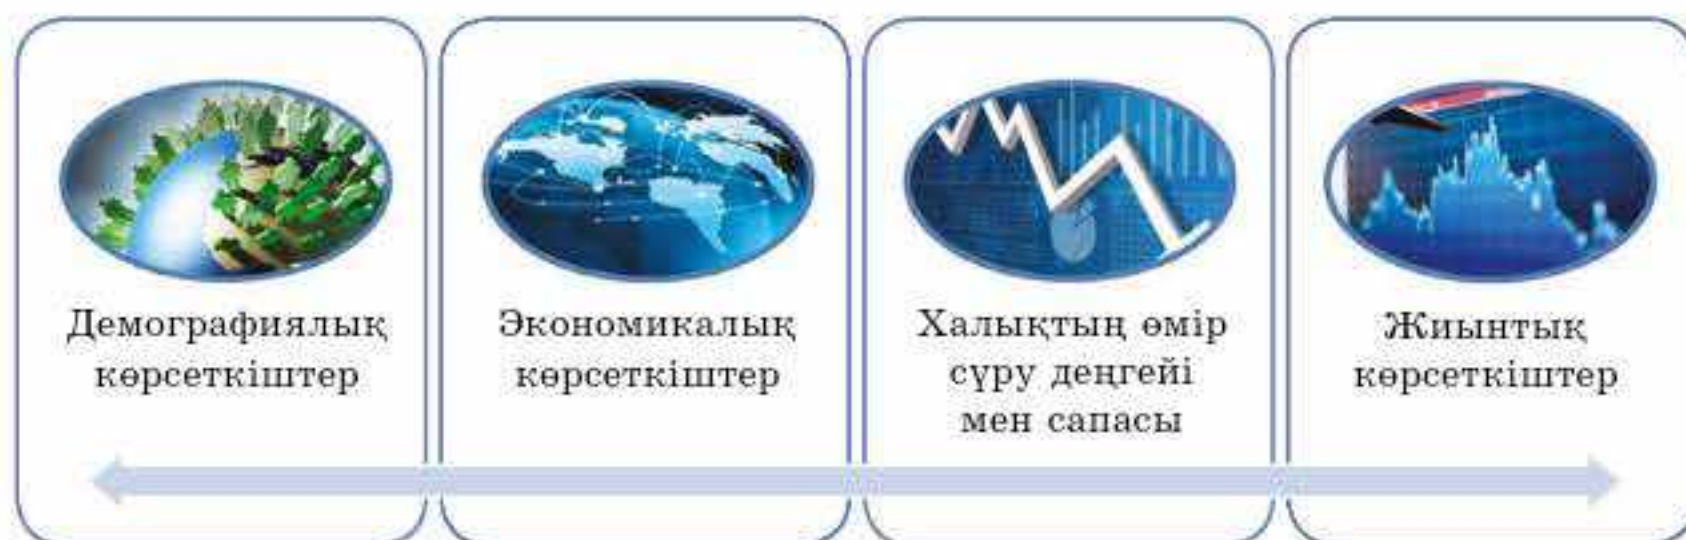 Демографиялық
көрсеткіштер
Экономикалық
көрсеткіштер
Халықтың өмір
сүру деңгейі
мен сапасы
Жиынтық
көрсеткіштер